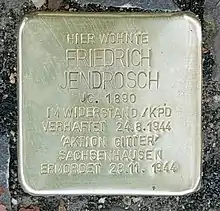 HIER WOHNTE
FRIEDRICH
JENDROSCH
JG. 1890
IM WIDERSTAND / KPD
VERHAFTET 24.8.1944
'AKTION GITTER'
SACHSENHAUSEN
ERMORDET 29.11.1944